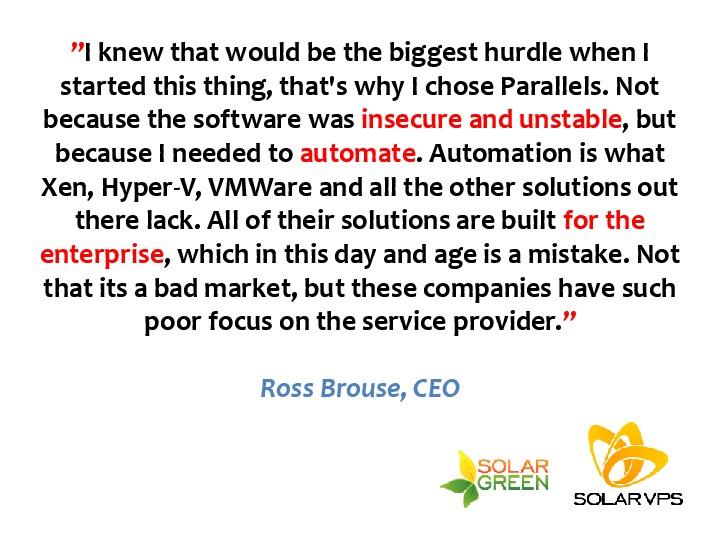 ”I knew that would be the biggest hurdle when I
started this thing, that's why I chose Parallels. Not
because the software was insecure and unstable, but
because I needed to automate. Automation is what
Xen, Hyper-V, VMWare and all the other solutions out
there lack. All of their solutions are built for the
enterprise, which in this day and age is a mistake. Not
that its a bad market, but these companies have such
poor focus on the service provider.”
Ross Brouse, CEO
SOLAR
GREEN
SOLARVPS